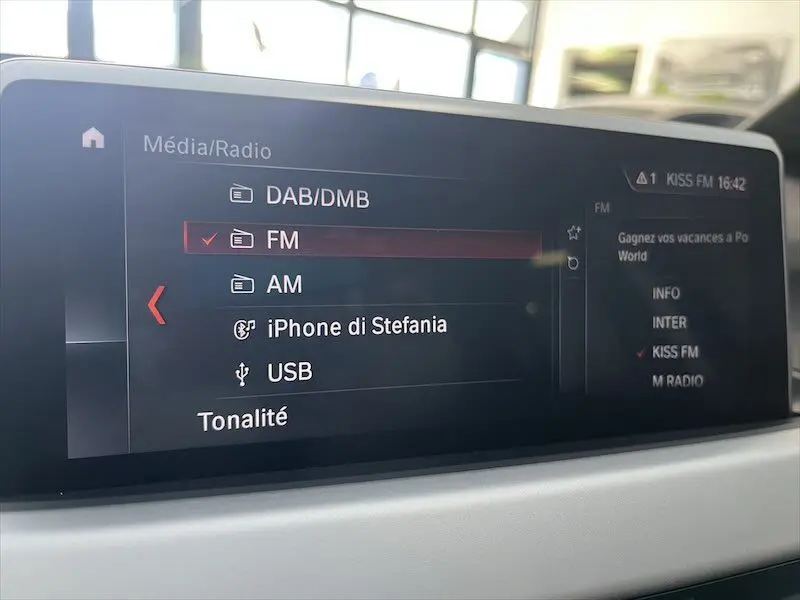 Média/Radio
DAB/DMB
FM
AM
iPhone di Stefania
USB
Tonalité
1 KISS FM 16:42
FM
Gagnez vos vacances a Po
World
INFO
INTER
KISS FM
M RADIO